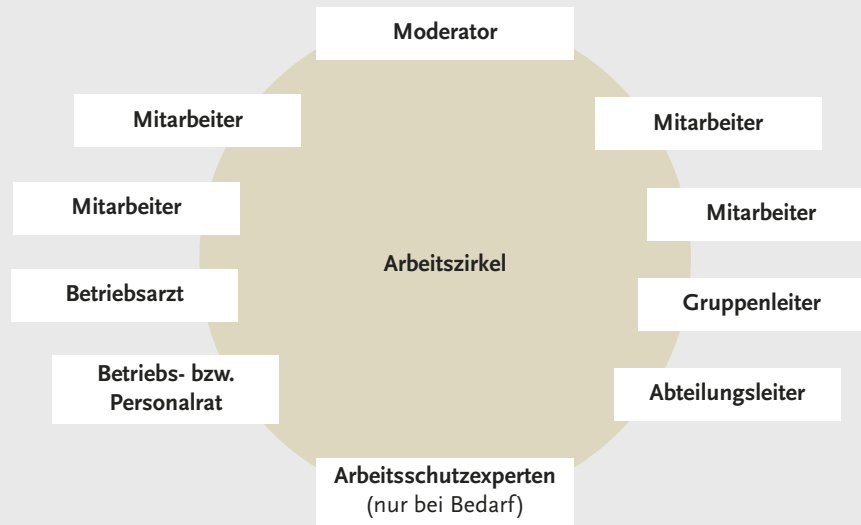 Moderator
Mitarbeiter
Mitarbeiter
Mitarbeiter
Mitarbeiter
Arbeitszirkel
Betriebsarzt
Gruppenleiter
Betriebs- bzw.
Personalrat
Abteilungsleiter
Arbeitsschutzexperten
(nur bei Bedarf)